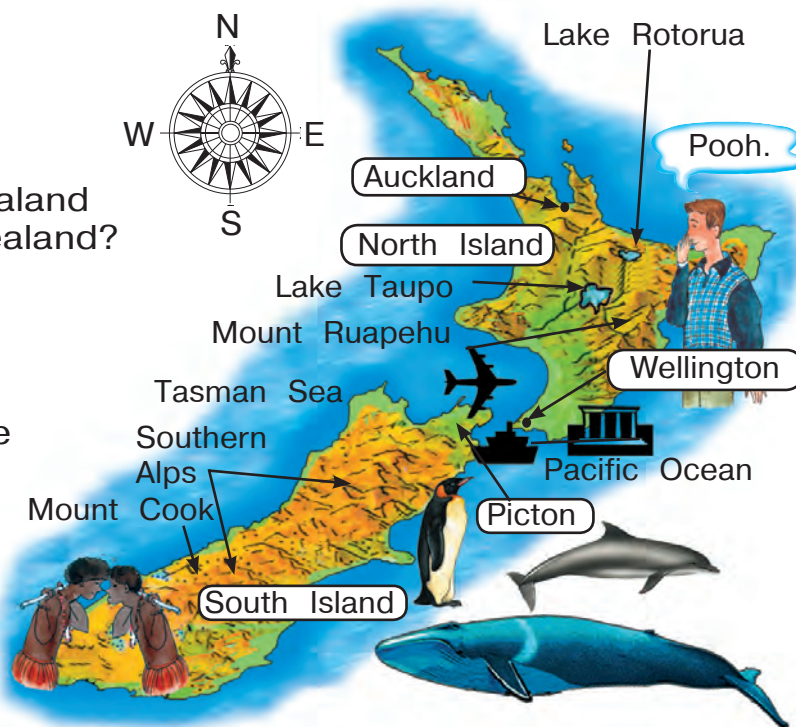 N
Lake Rotorua
W
E
Pooh.
Auckland
aland
S
ealand?
North Island
Lake Taupo
Mount Ruapehu
Wellington
Tasman Sea
e
Southern
Alps
Pacific Ocean
Mount Cook
Picton
South Island